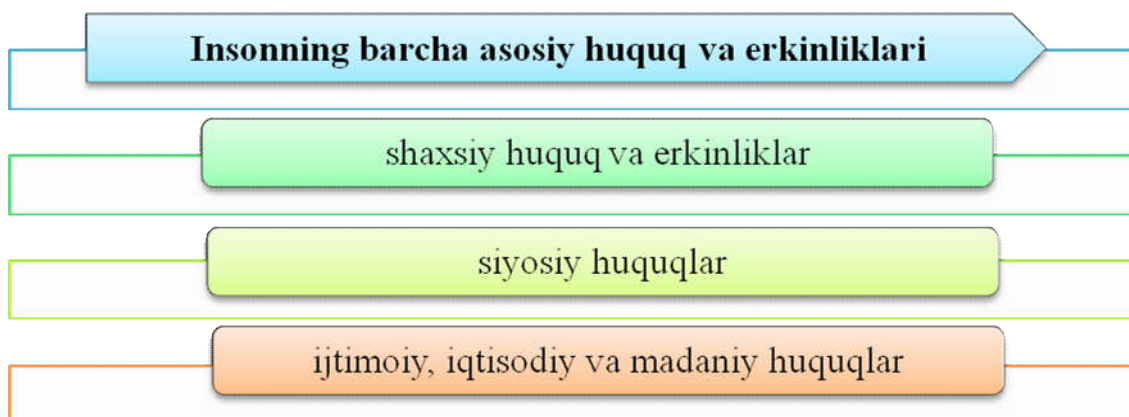 Insonning barcha asosiy huquq va erkinliklari
shaxsiy huquq va erkinliklar
siyosiy huquqlar
ijtimoiy, iqtisodiy va madaniy huquqlar